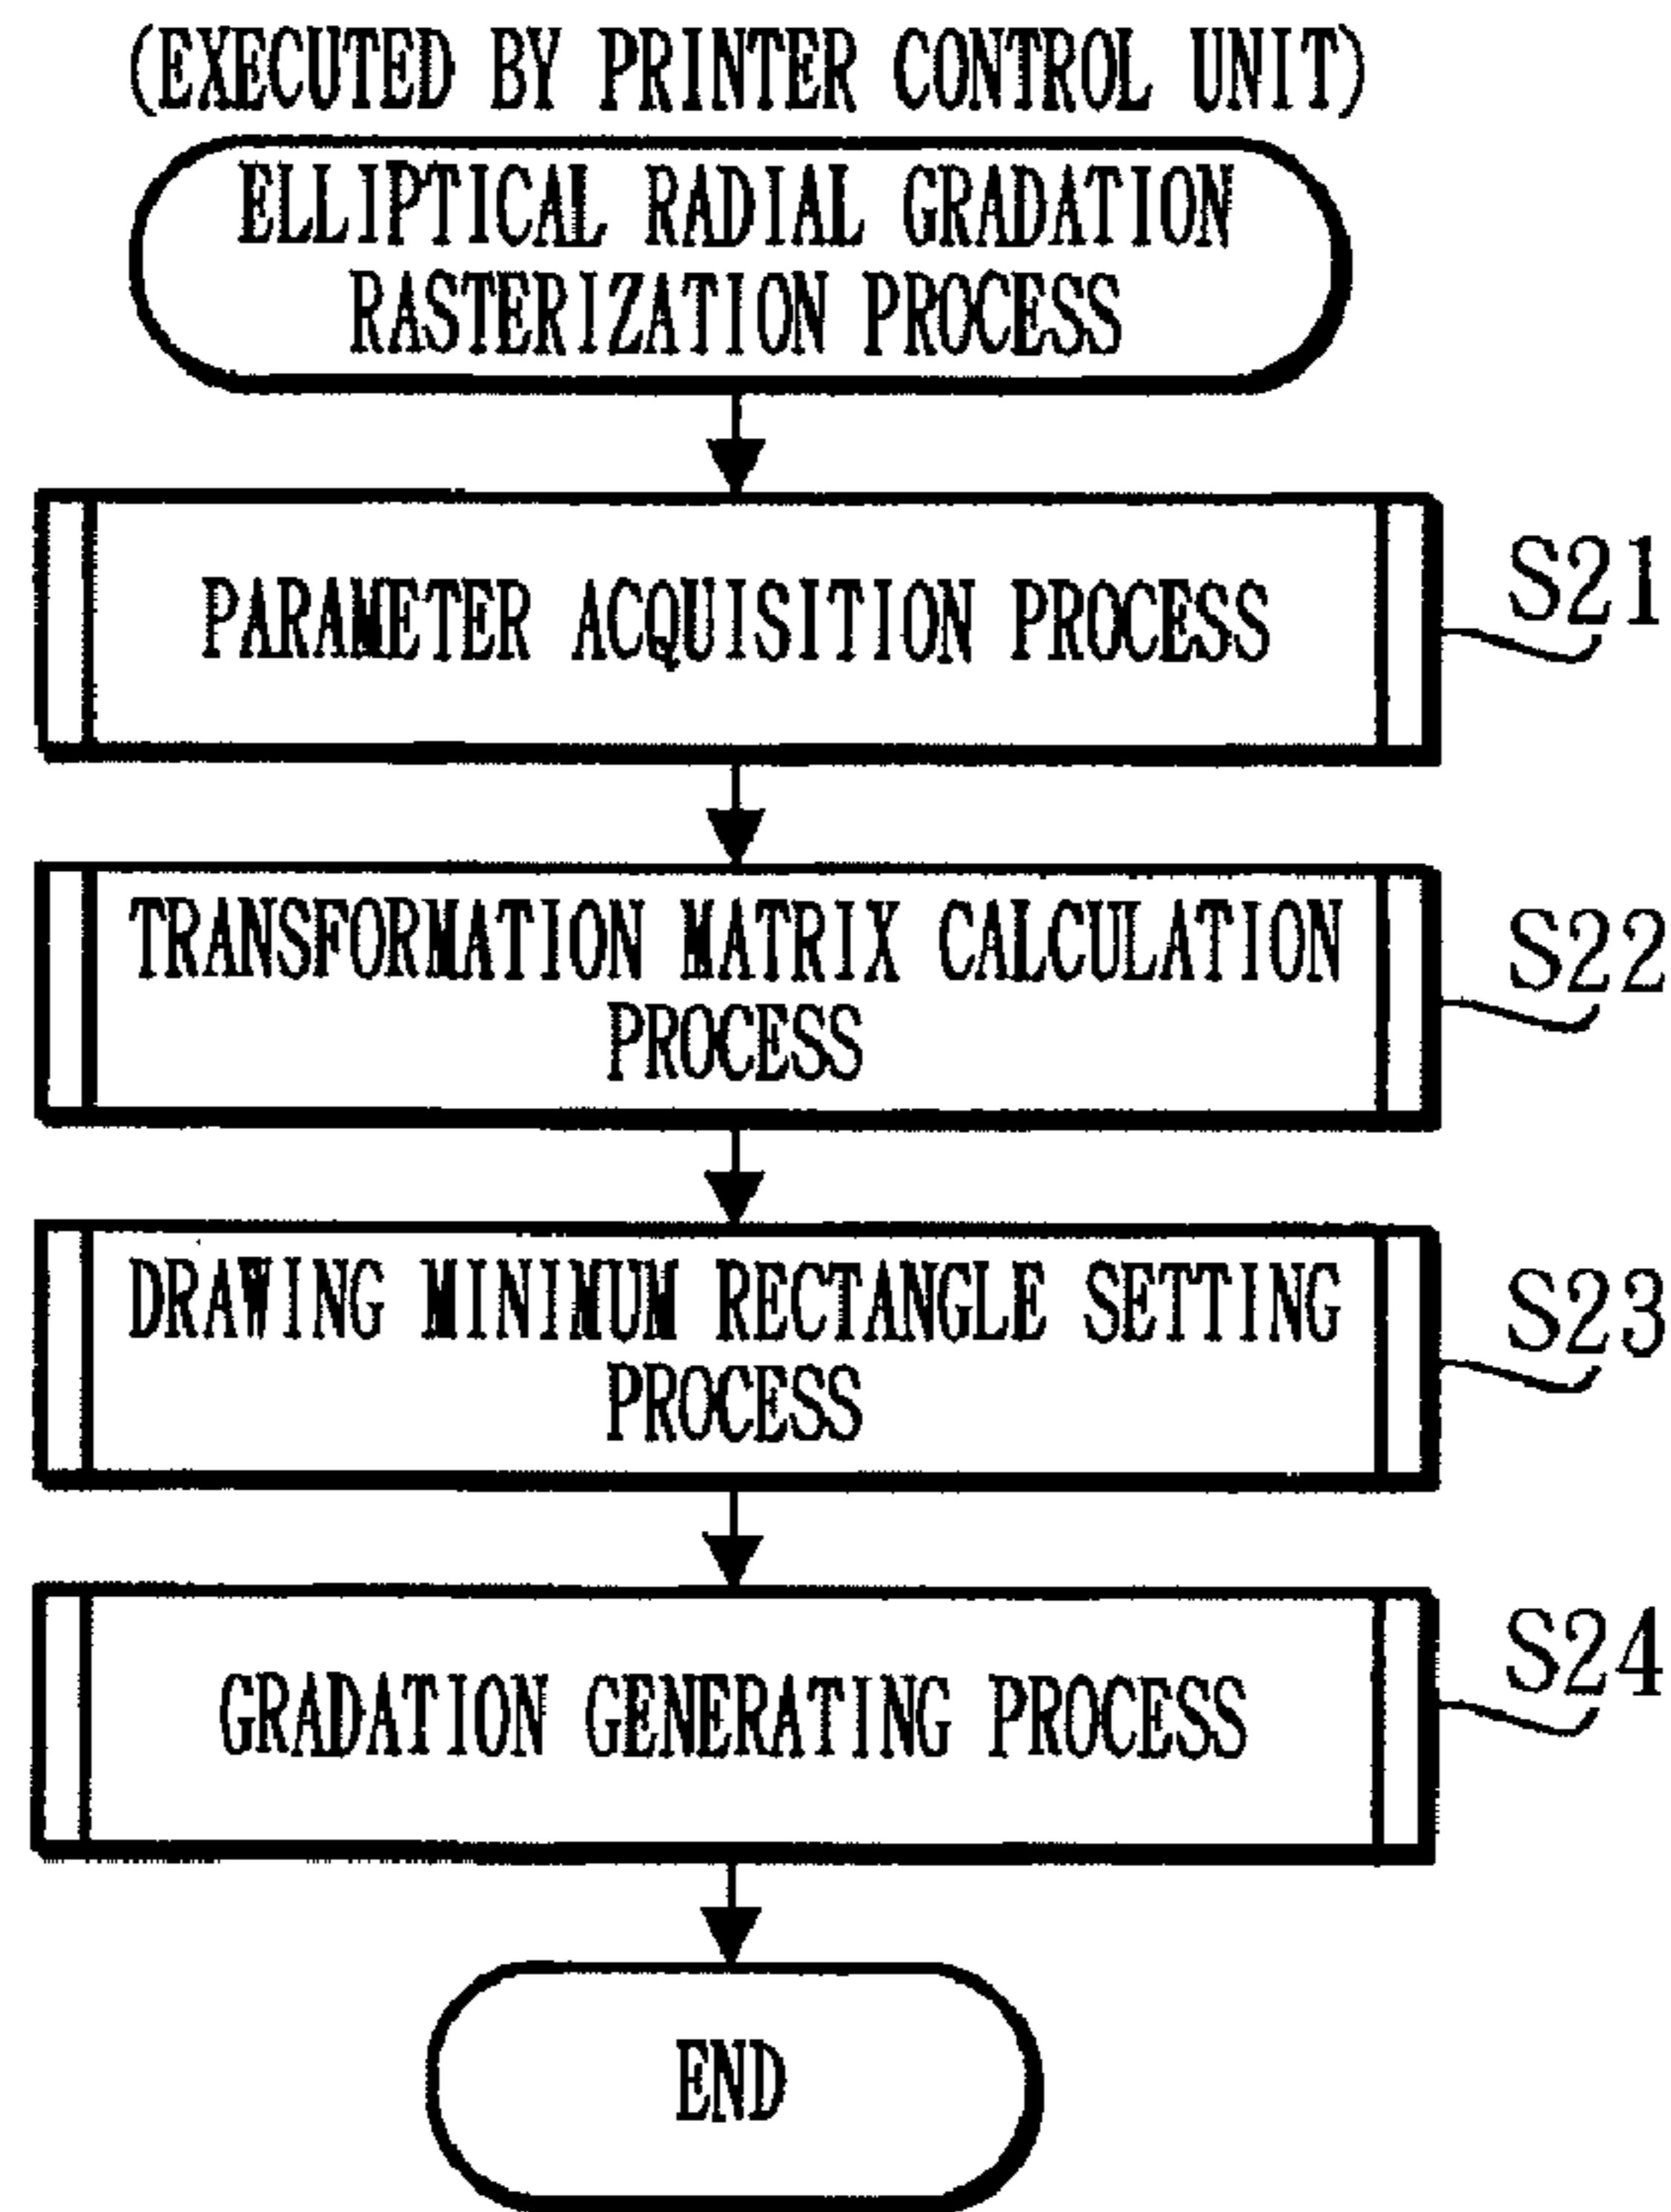 (EXECUTED BY PRINTER CONTROL UNIT)
ELLIPTICAL RADIAL GRADATION
RASTERIZATION PROCESS
PARAMETER ACQUISITION PROCESS
S21
TRANSFORMATION MATRIX CALCULATION
PROCESS
S22
DRAWING MINIMUM RECTANGLE SETTING
PROCESS
S23
GRADATION GENERATING PROCESS
S24
END